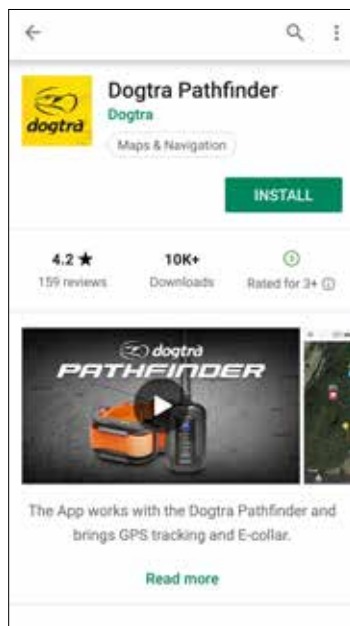 Dogtra Pathfinder
dogtra
Dogtra
Maps & Navigation
INSTALL
4.2 ★
10K+
3
159 reviews
Downloads
Rated for 3+
dogtra
PATHFINDER
The App works with the Dogtra Pathfinder and
brings GPS tracking and E-collar.
Read more